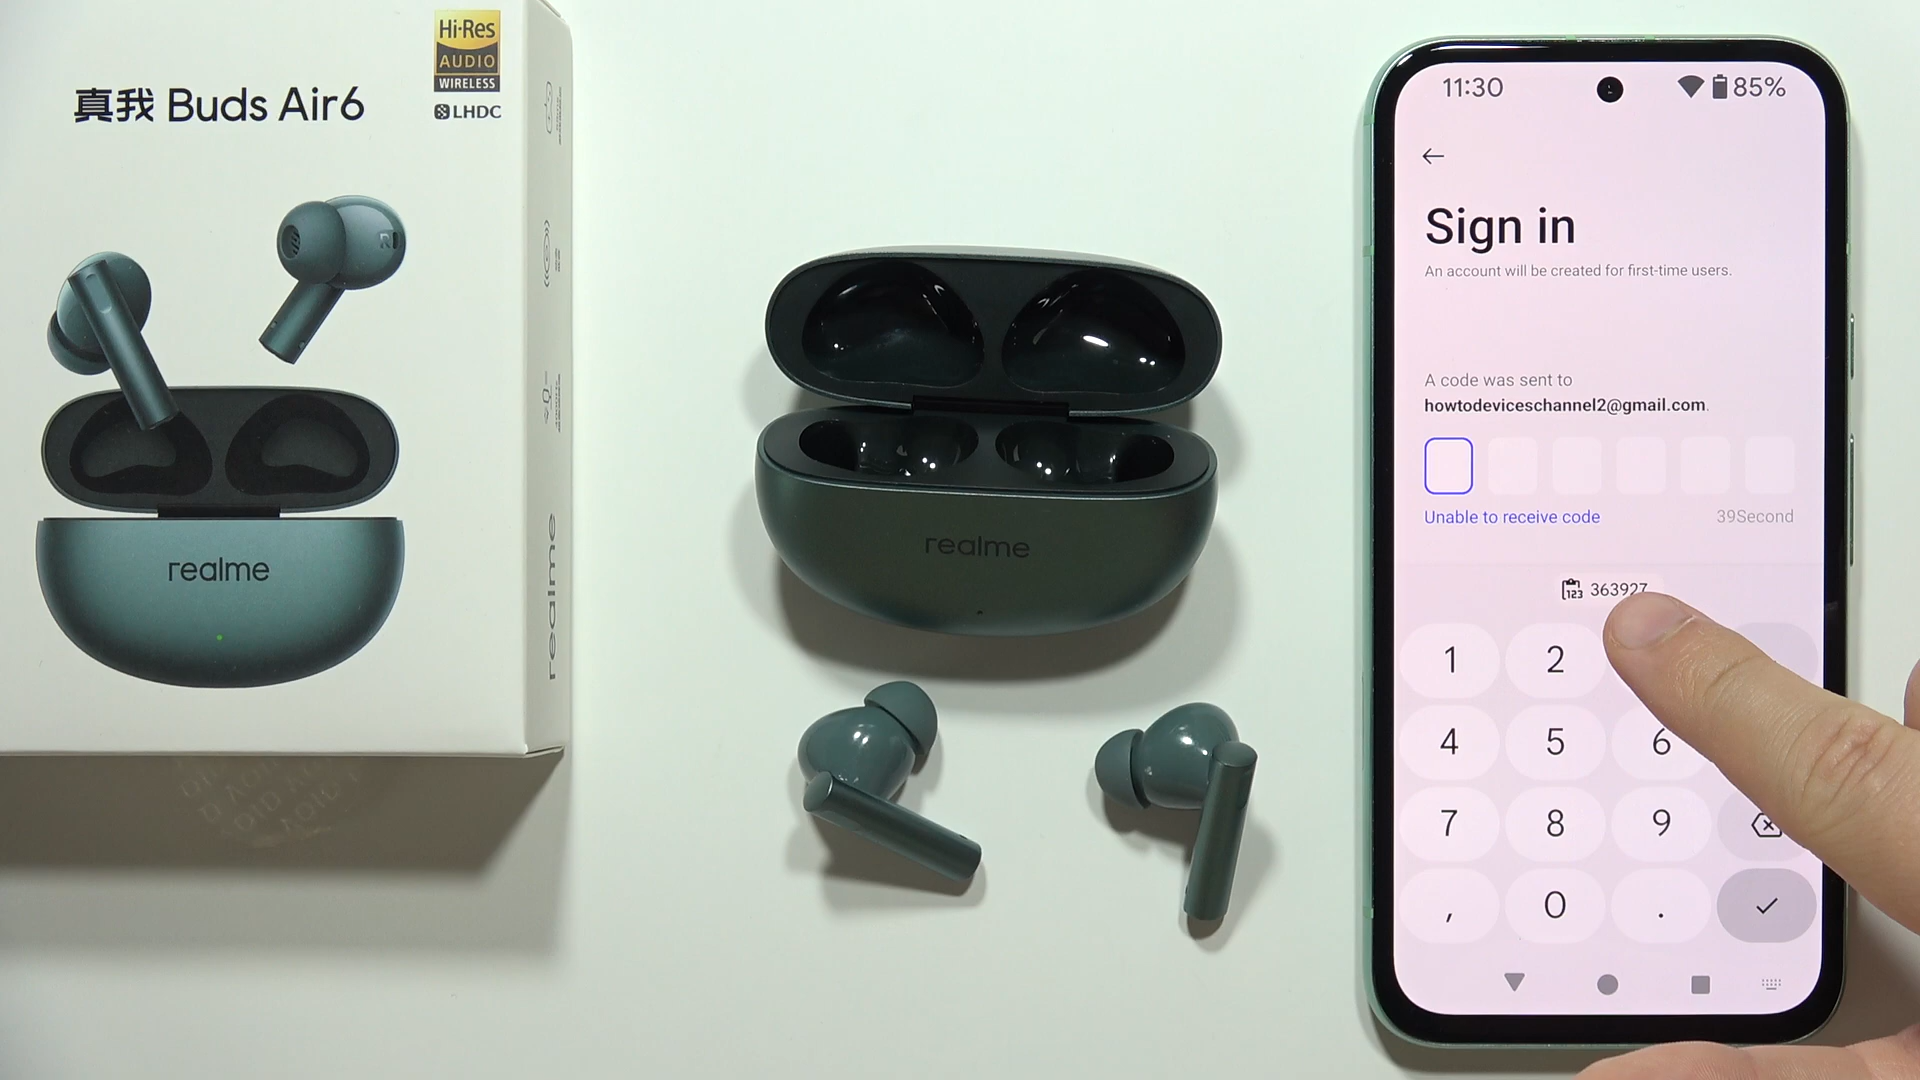 真我 Buds Air6
Hi-Res
AUDIO
WIRELESS
LHDC
realme
realme
realme
11:30
85%
Sign in
An account will be created for first-time users.
A code was sent to
howtodeviceschannel2@gmail.com.
Unable to receive code
39Second
123
363927
1
2
4
5
6
7
8
9
,
0
.